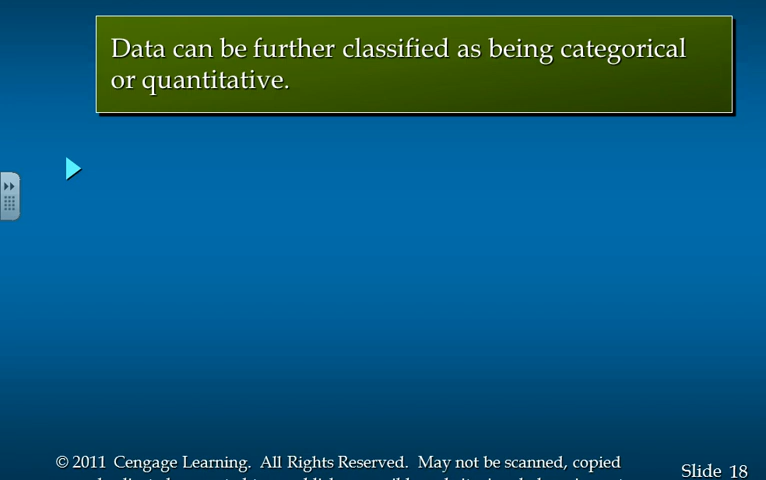 Data can be further classified as being categorical
or quantitative.
© 2011 Cengage Learning. All Rights Reserved. May not be scanned, copied
Slide 18